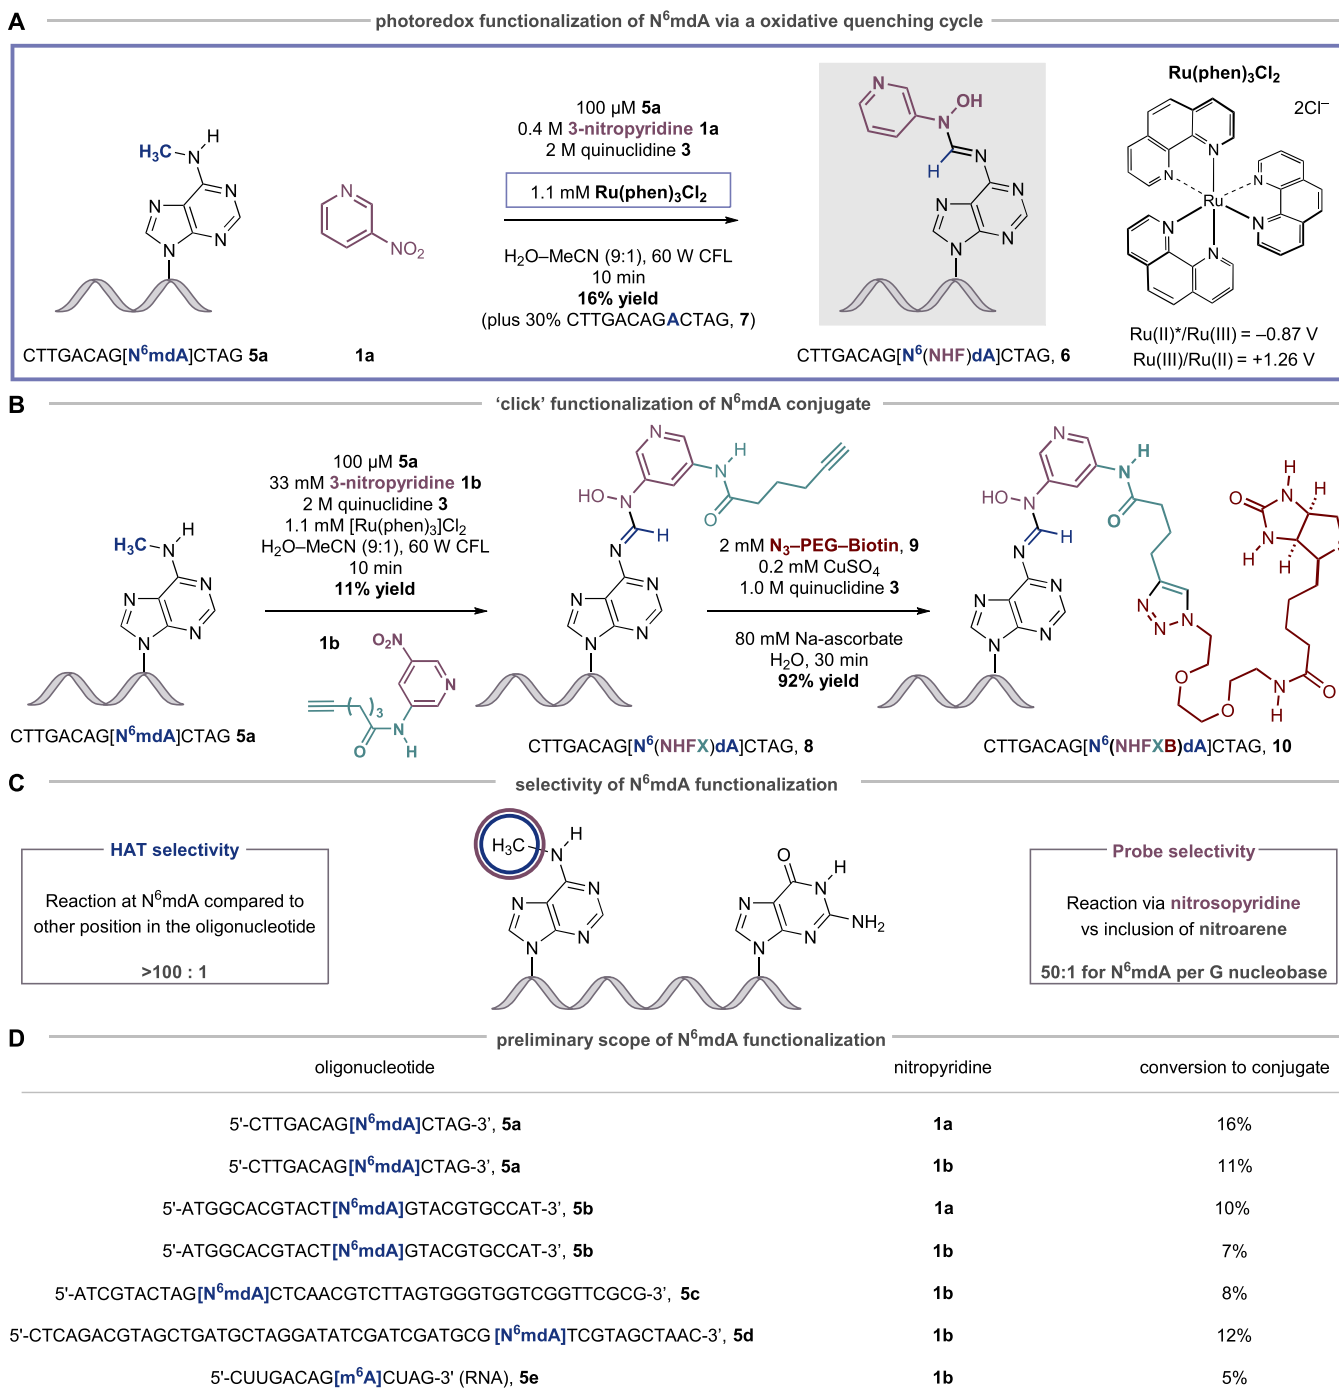 A photoredox functionalization of N⁶mdA via a oxidative quenching cycle
H₃C N H
N N N N N
CTTGACAG[N⁶mdA]CTAG 5a
N NO₂
1a
100 µM 5a
0.4 M 3-nitropyridine 1a
2 M quinuclidine 3
1.1 mM Ru(phen)₃Cl₂
H₂O–MeCN (9:1), 60 W CFL
10 min
16% yield
(plus 30% CTTGACAGACTAG, 7)
N N OH
H N
N N N N
CTTGACAG[N⁶(NHF)dA]CTAG, 6
Ru(phen)₃Cl₂
2Cl⁻
N N N Ru N N N
Ru(II)*/Ru(III) = –0.87 V
Ru(III)/Ru(II) = +1.26 V
B ‘click’ functionalization of N⁶mdA conjugate
H₃C N H
N N N N
CTTGACAG[N⁶mdA]CTAG 5a
100 µM 5a
33 mM 3-nitropyridine 1b
2 M quinuclidine 3
1.1 mM [Ru(phen)₃]Cl₂
H₂O–MeCN (9:1), 60 W CFL
10 min
11% yield
1b
O₂N N
3
O N H
N H N
HO N O
H N
N N N N
CTTGACAG[N⁶(NHFX)dA]CTAG, 8
2 mM N₃–PEG–Biotin, 9
0.2 mM CuSO₄
1.0 M quinuclidine 3
80 mM Na-ascorbate
H₂O, 30 min
92% yield
N H N
HO N O
H N
N N N N
N N N
O O N H O
O H N N H H H S
CTTGACAG[N⁶(NHFXB)dA]CTAG, 10
C selectivity of N⁶mdA functionalization
HAT selectivity
Reaction at N⁶mdA compared to
other position in the oligonucleotide
>100 : 1
H₃C N H
N N N N
O N H
N N N NH₂
Probe selectivity
Reaction via nitrosopyridine
vs inclusion of nitroarene
50:1 for N⁶mdA per G nucleobase
D preliminary scope of N⁶mdA functionalization
oligonucleotide nitropyridine conversion to conjugate
5'-CTTGACAG[N⁶mdA]CTAG-3’, 5a 1a 16%
5'-CTTGACAG[N⁶mdA]CTAG-3’, 5a 1b 11%
5'-ATGGCACGTACT[N⁶mdA]GTACGTGCCAT-3’, 5b 1a 10%
5'-ATGGCACGTACT[N⁶mdA]GTACGTGCCAT-3’, 5b 1b 7%
5'-ATCGTACTAG[N⁶mdA]CTCAACGTCTTAGTGGGTGGTCGGTTCGCG-3’, 5c 1b 8%
5'-CTCAGACGTAGCTGATGCTAGGATATCGATCGATGCG [N⁶mdA]TCGTAGCTAAC-3’, 5d 1b 12%
5'-CUUGACAG[m⁶A]CUAG-3' (RNA), 5e 1b 5%